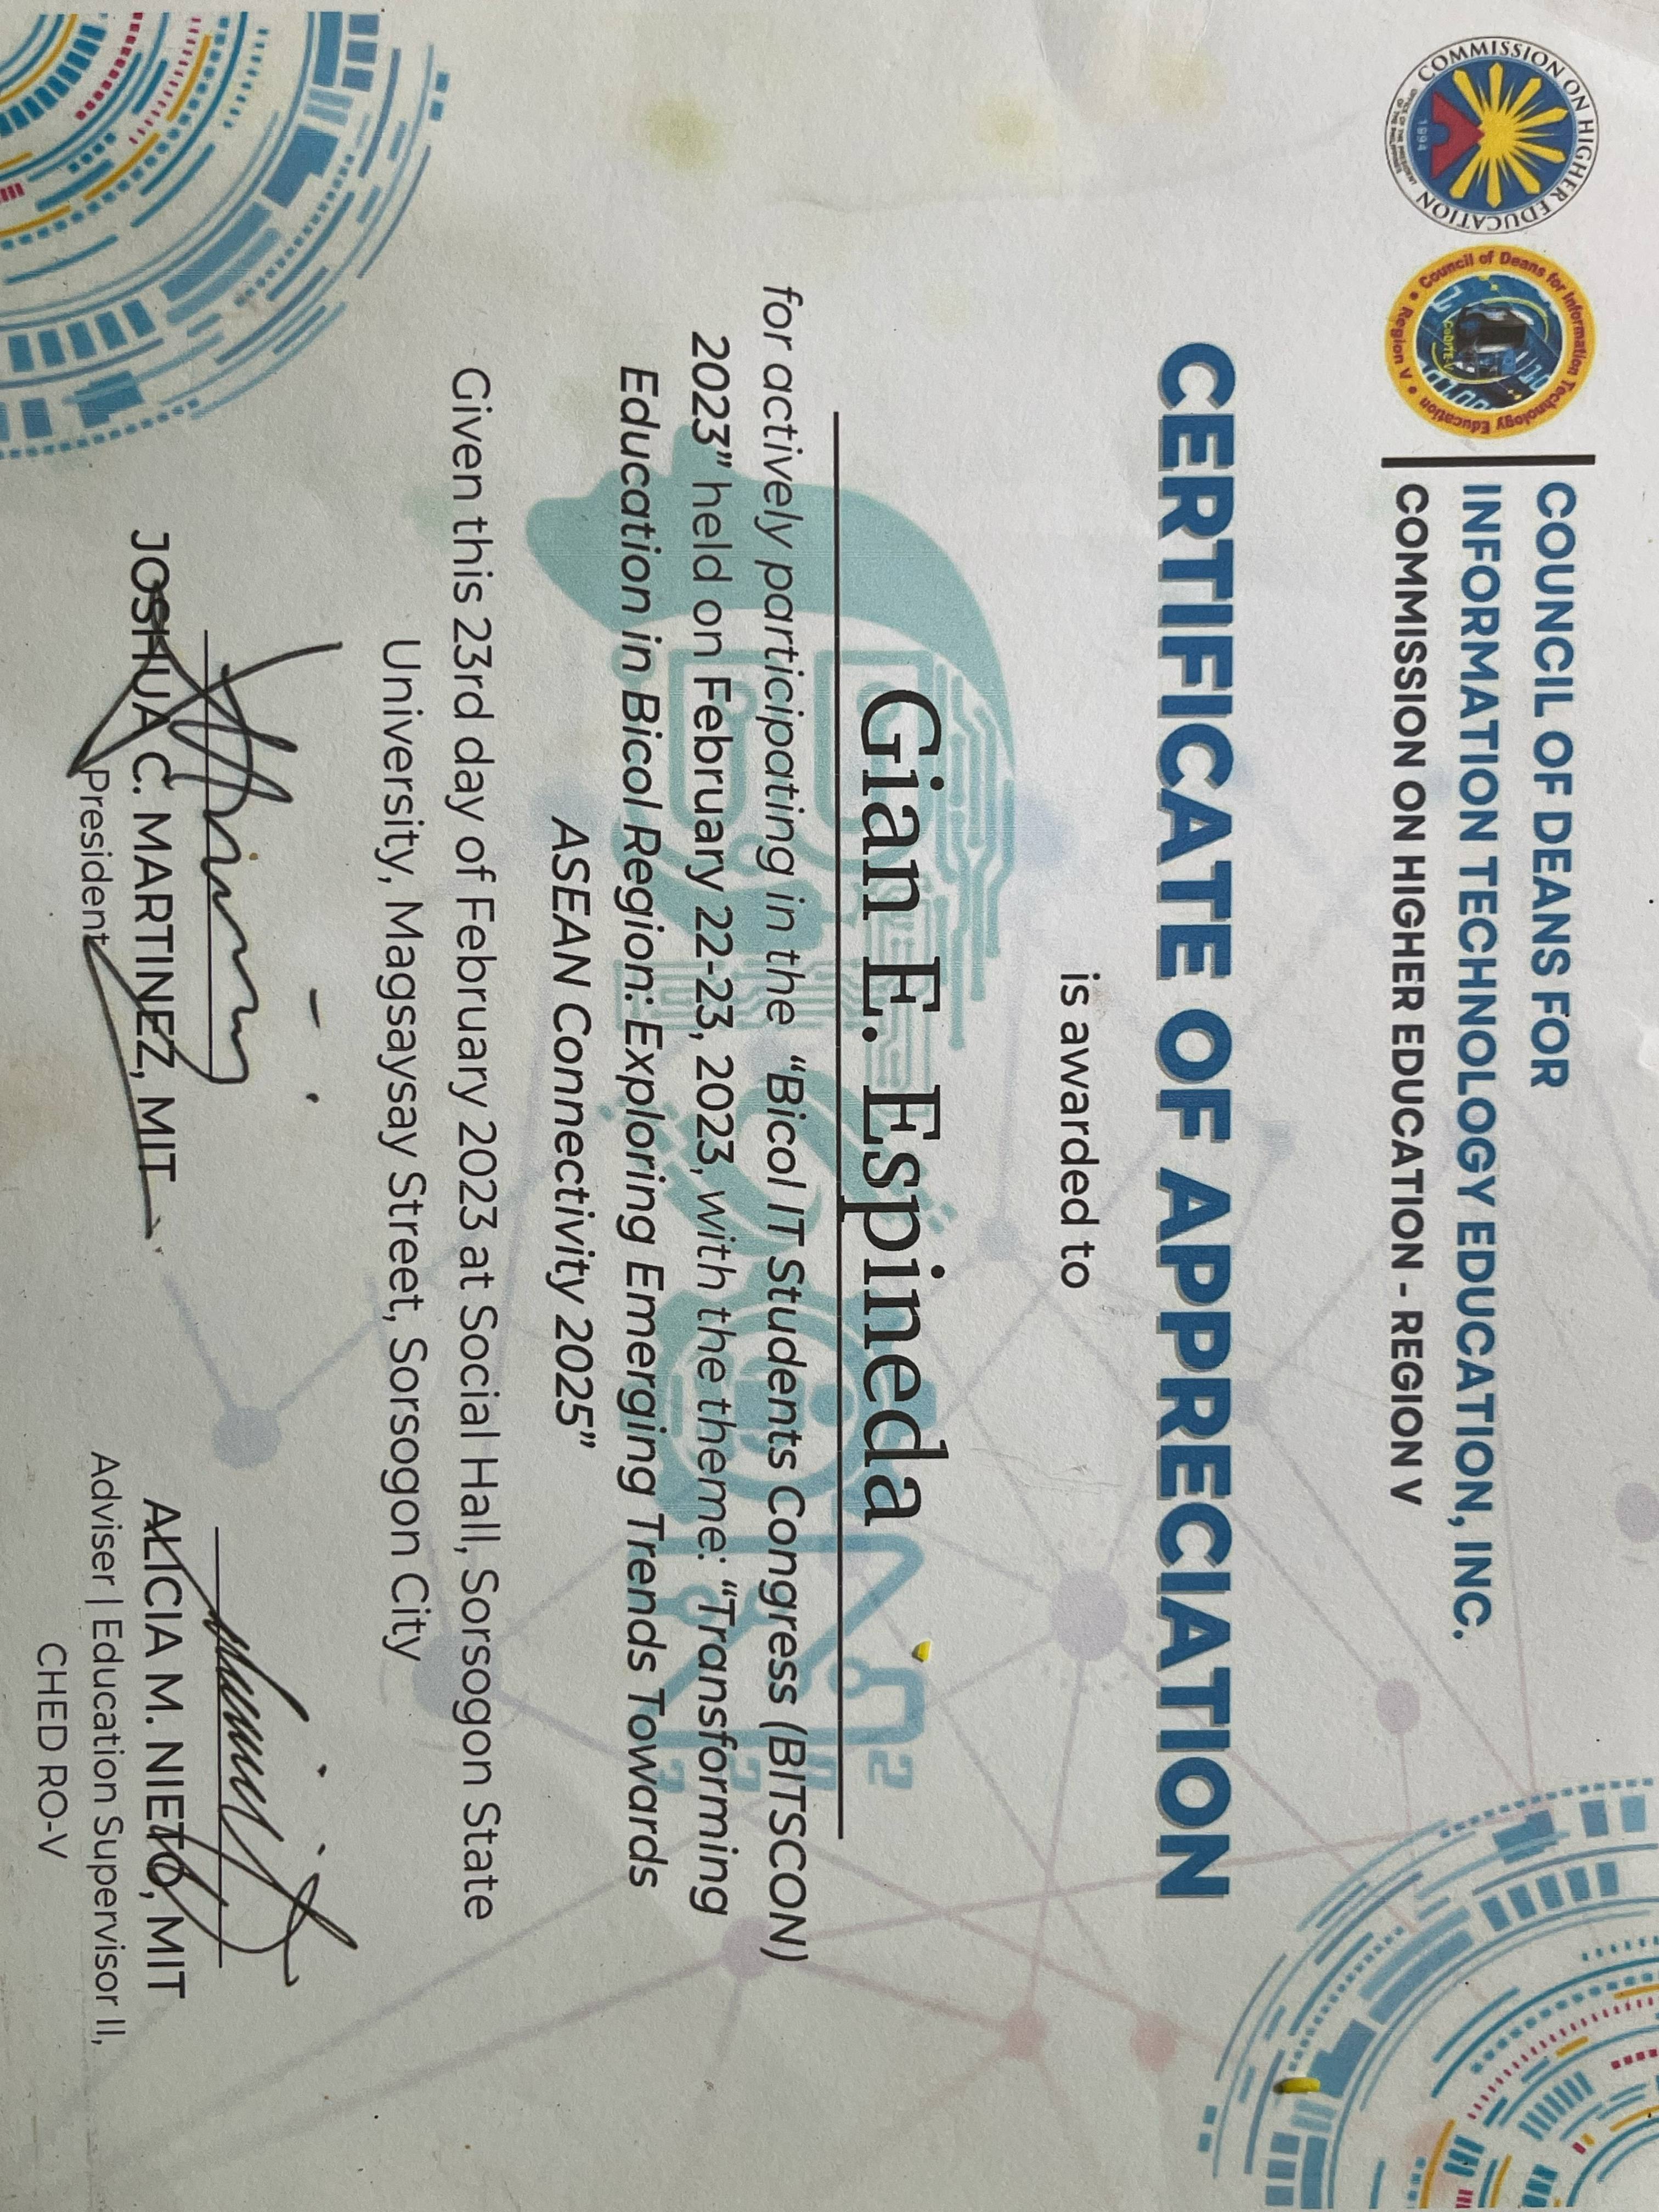 COMMISSION ON HIGHER EDUCATION
1994
OFFICE OF THE PRESIDENT
OF THE PHILIPPINES
Council of Deans for Information Technology Education
CoDITE-V
Region V
COUNCIL OF DEANS FOR
INFORMATION TECHNOLOGY EDUCATION, INC.
COMMISSION ON HIGHER EDUCATION - REGION V
CERTIFICATE OF APPRECIATION
is awarded to
Gian E. Espineda
for actively participating in the “Bicol IT Students Congress (BITSCON)
2023” held on February 22-23, 2023, with the theme: “Transforming
Education in Bicol Region: Exploring Emerging Trends Towards
ASEAN Connectivity 2025”
Given this 23rd day of February 2023 at Social Hall, Sorsogon State
University, Magsaysay Street, Sorsogon City
JOSHUA C. MARTINEZ, MIT
President
ALICIA M. NIETO, MIT
Adviser | Education Supervisor II,
CHED RO-V